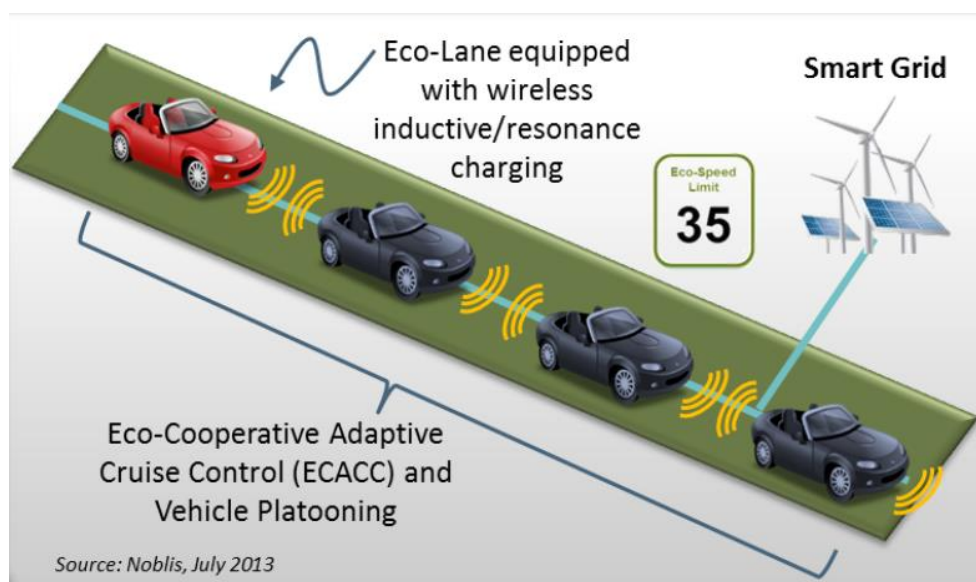 Eco-Lane equipped
with wireless
inductive/resonance
charging
Smart Grid
Eco-Speed
Limit
35
Eco-Cooperative Adaptive
Cruise Control (ECACC) and
Vehicle Platooning
Source: Noblis, July 2013